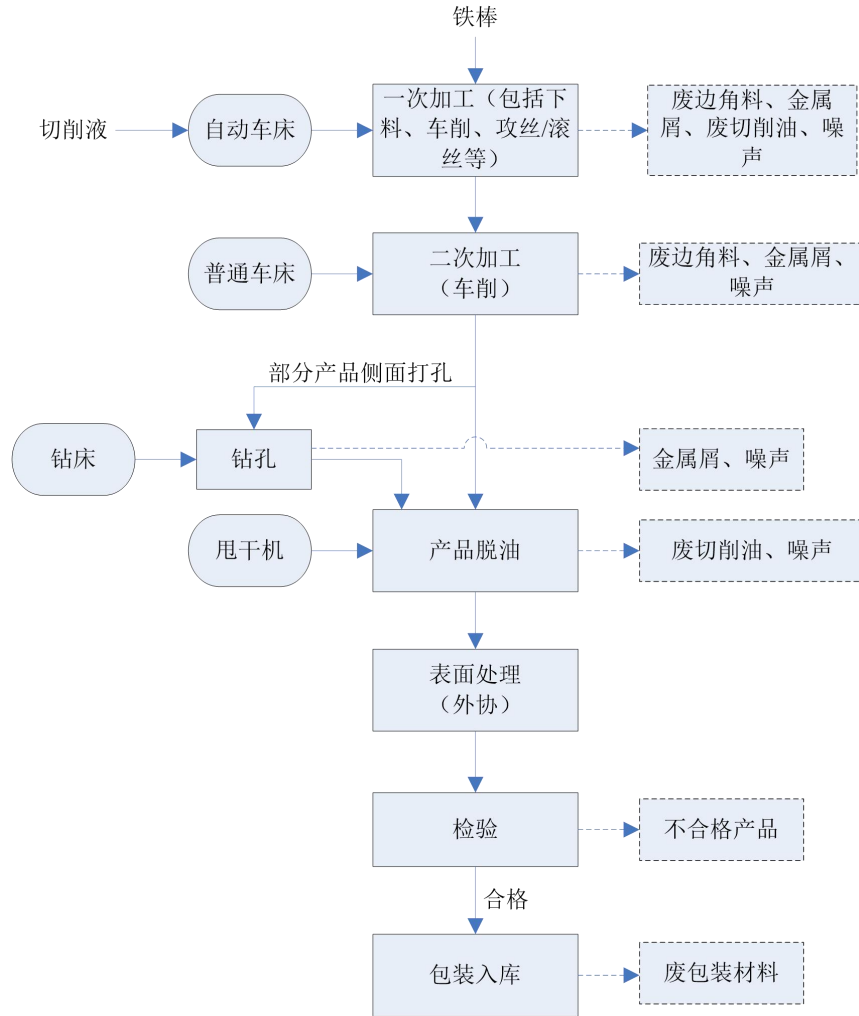 铁棒
切削液
自动车床
一次加工（包括下
料、车削、攻丝/滚
丝等）
废边角料、金属
屑、废切削油、噪
声
普通车床
二次加工
（车削）
废边角料、金属屑、
噪声
部分产品侧面打孔
钻床
钻孔
金属屑、噪声
甩干机
产品脱油
废切削油、噪声
表面处理
（外协）
检验
不合格产品
合格
包装入库
废包装材料